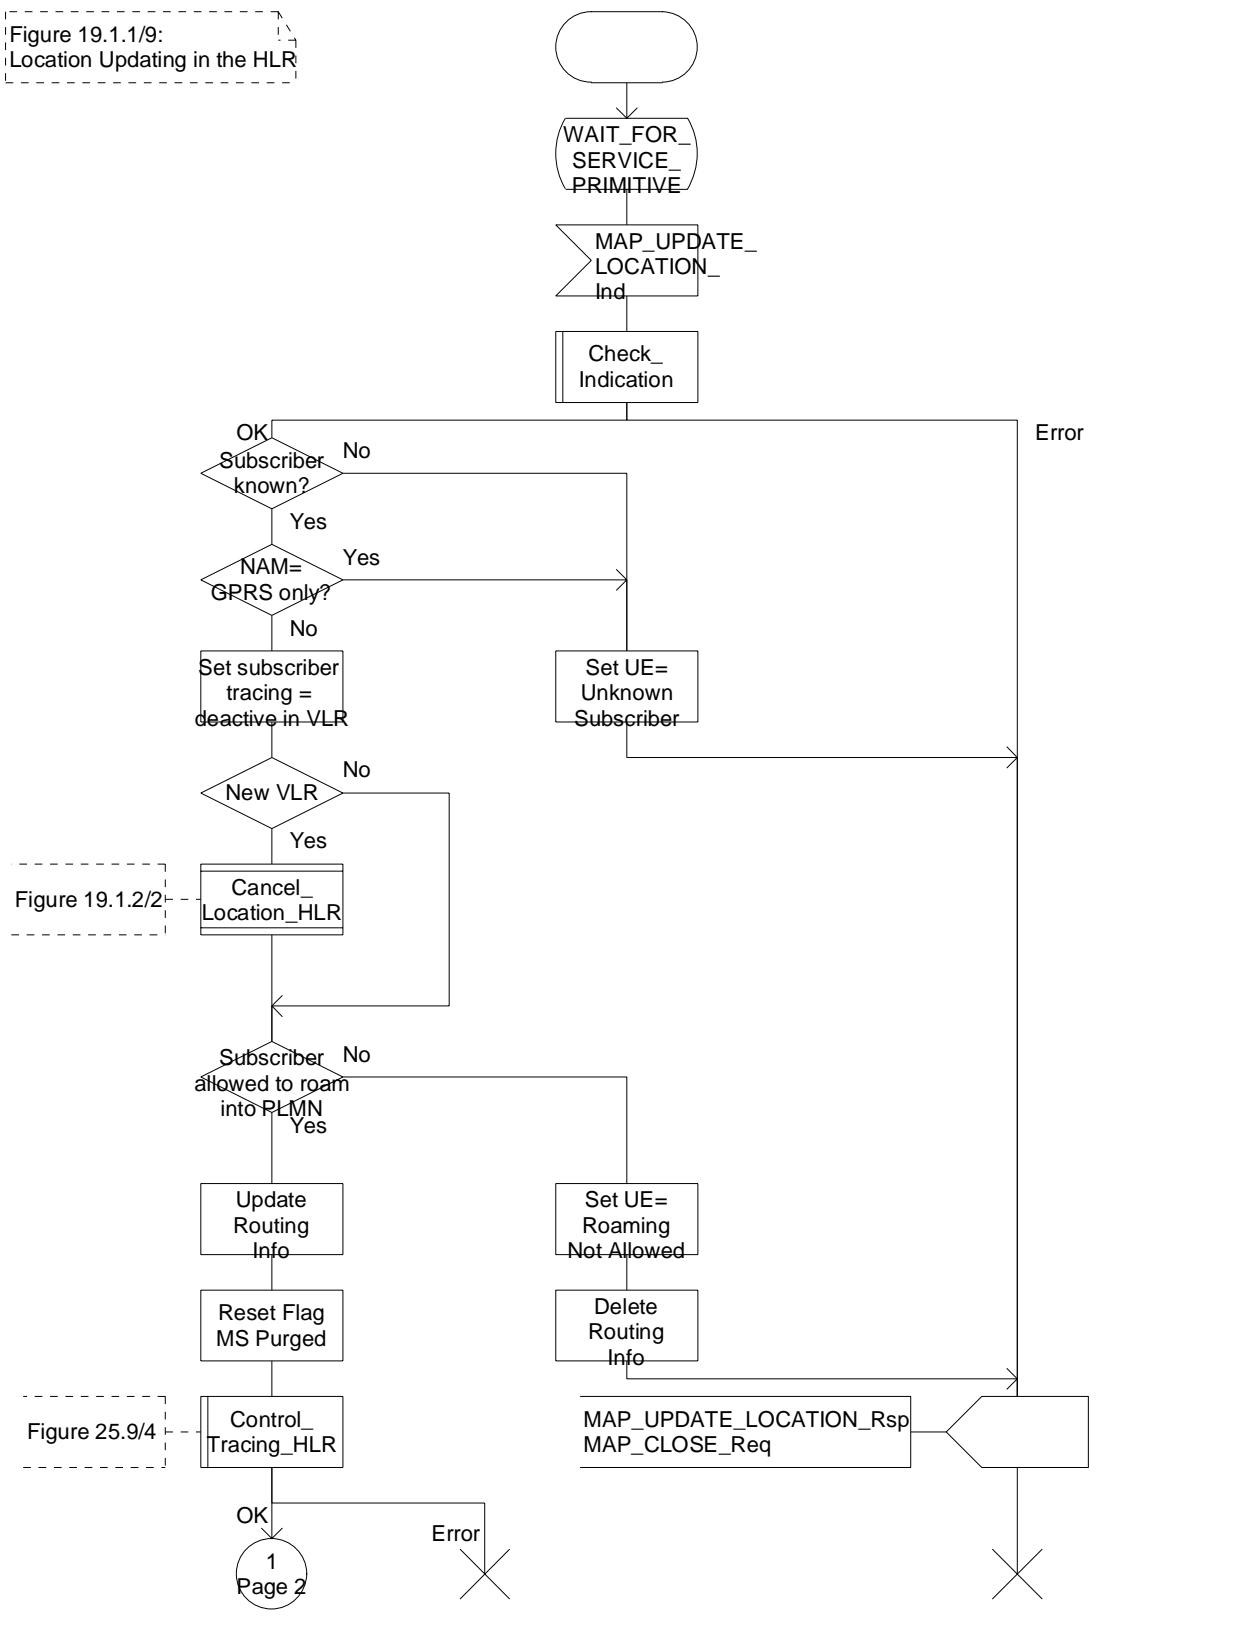 Figure 19.1.1/9:
Location Updating in the HLR
WAIT_FOR_
SERVICE_
PRIMITIVE
MAP_UPDATE_
LOCATION_
Ind
Check_
Indication
OK
Error
Subscriber
known?
No
Yes
NAM=
GPRS only?
Yes
No
Set subscriber
tracing =
deactive in VLR
Set UE=
Unknown
Subscriber
New VLR
No
Yes
Figure 19.1.2/2
Cancel_
Location_HLR
Subscriber
allowed to roam
into PLMN
No
Yes
Update
Routing
Info
Set UE=
Roaming
Not Allowed
Reset Flag
MS Purged
Delete
Routing
Info
Figure 25.9/4
Control_
Tracing_HLR
MAP_UPDATE_LOCATION_Rsp
MAP_CLOSE_Req
OK
Error
1
Page 2